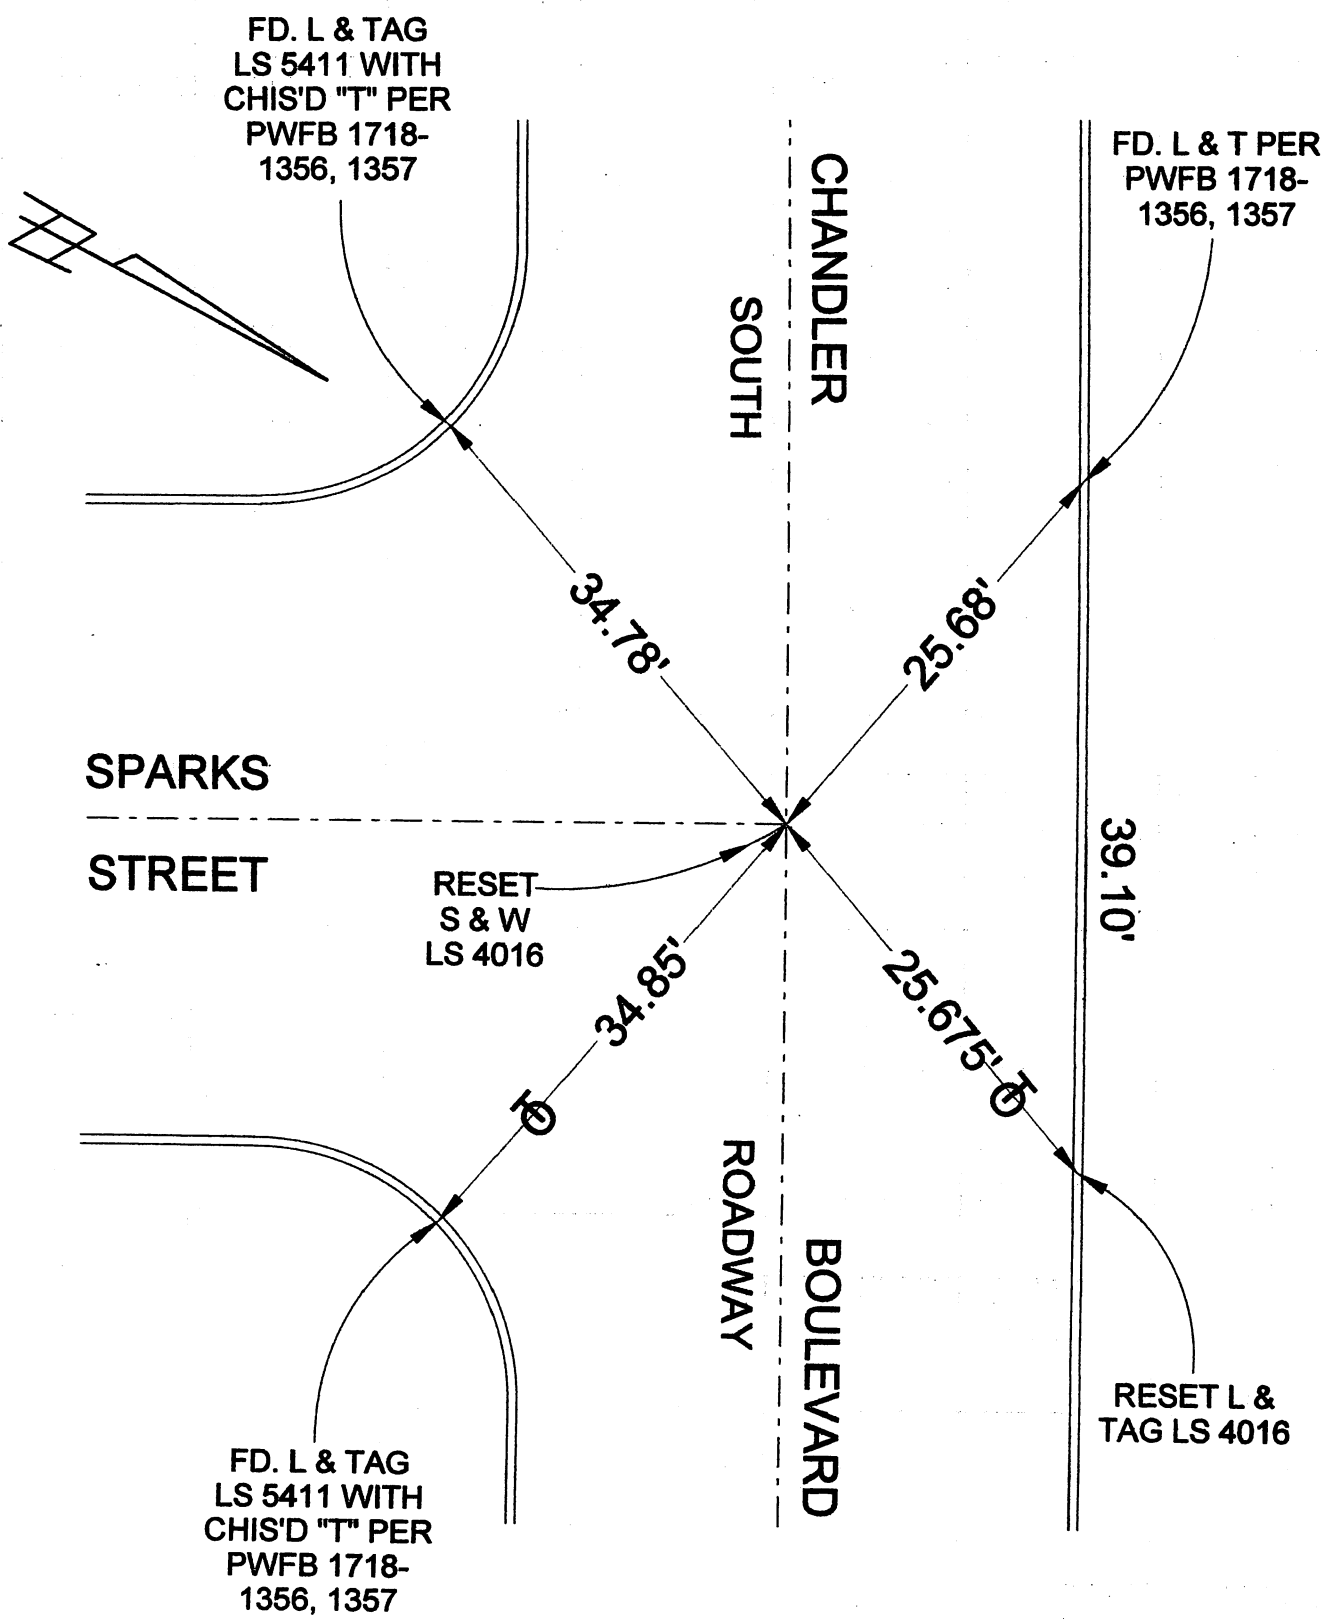 FD. L & TAG
LS 5411 WITH
CHIS'D "T" PER
PWFB 1718-
1356, 1357
FD. L & T PER
PWFB 1718-
1356, 1357
CHANDLER
SOUTH
34.78'
25.68'
SPARKS
STREET
RESET
S & W
LS 4016
39.10'
34.85'
25.675'
ROADWAY
BOULEVARD
RESET L &
TAG LS 4016
FD. L & TAG
LS 5411 WITH
CHIS'D "T" PER
PWFB 1718-
1356, 1357